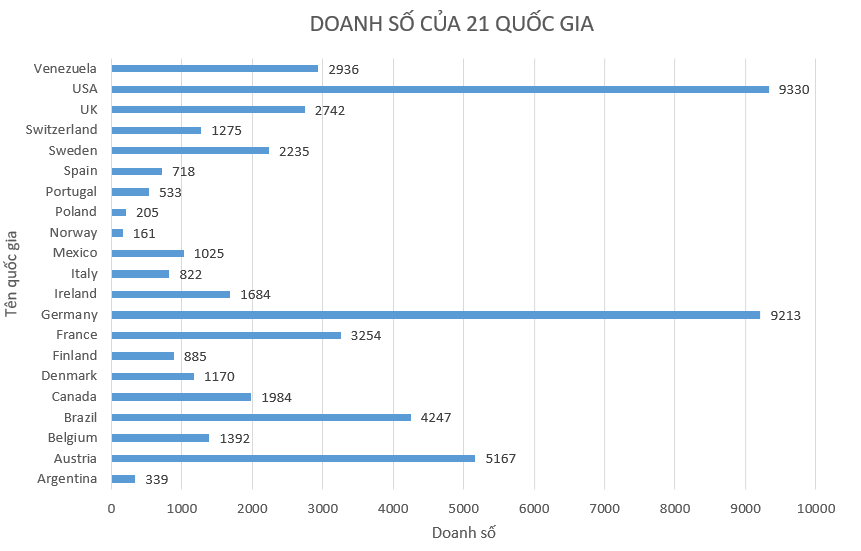 DOANH SỐ CỦA 21 QUỐC GIA
Tên quốc gia
Venezuela 2936
USA 9330
UK 2742
Switzerland 1275
Sweden 2235
Spain 718
Portugal 533
Poland 205
Norway 161
Mexico 1025
Italy 822
Ireland 1684
Germany 9213
France 3254
Finland 885
Denmark 1170
Canada 1984
Brazil 4247
Belgium 1392
Austria 5167
Argentina 339
0 1000 2000 3000 4000 5000 6000 7000 8000 9000 10000
Doanh số